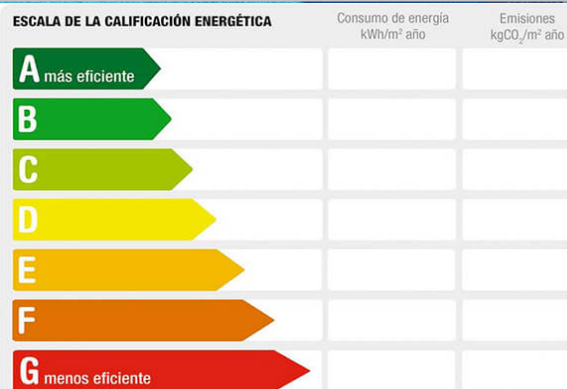 ESCALA DE LA CALIFICACIÓN ENERGÉTICA
Consumo de energía
kWh/m² año
Emisiones
kgCO₂/m² año
A más eficiente
B
C
D
E
F
G menos eficiente